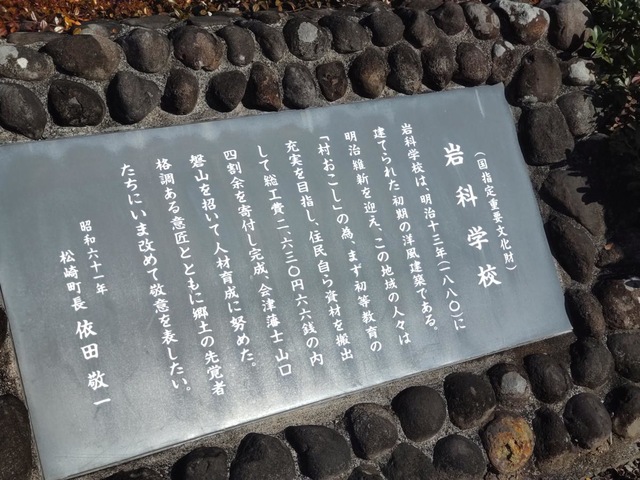 (国指定重要文化財)
岩科学校
岩科学校は、明治十三年(一八八〇)に
建てられた初期の洋風建築である。
明治維新を迎え、この地域の人々は
「村おこし」の為、まず初等教育の
充実を目指し、住民自ら資材を搬出
して総工費二、六三〇円六六銭の内
四割余を寄付し完成、会津藩士・山口
磐山を招いて人材育成に努めた。
格調ある意匠とともに郷土の先覚者
たちにいま改めて敬意を表したい。
昭和六十一年
松崎町長 依田敬一